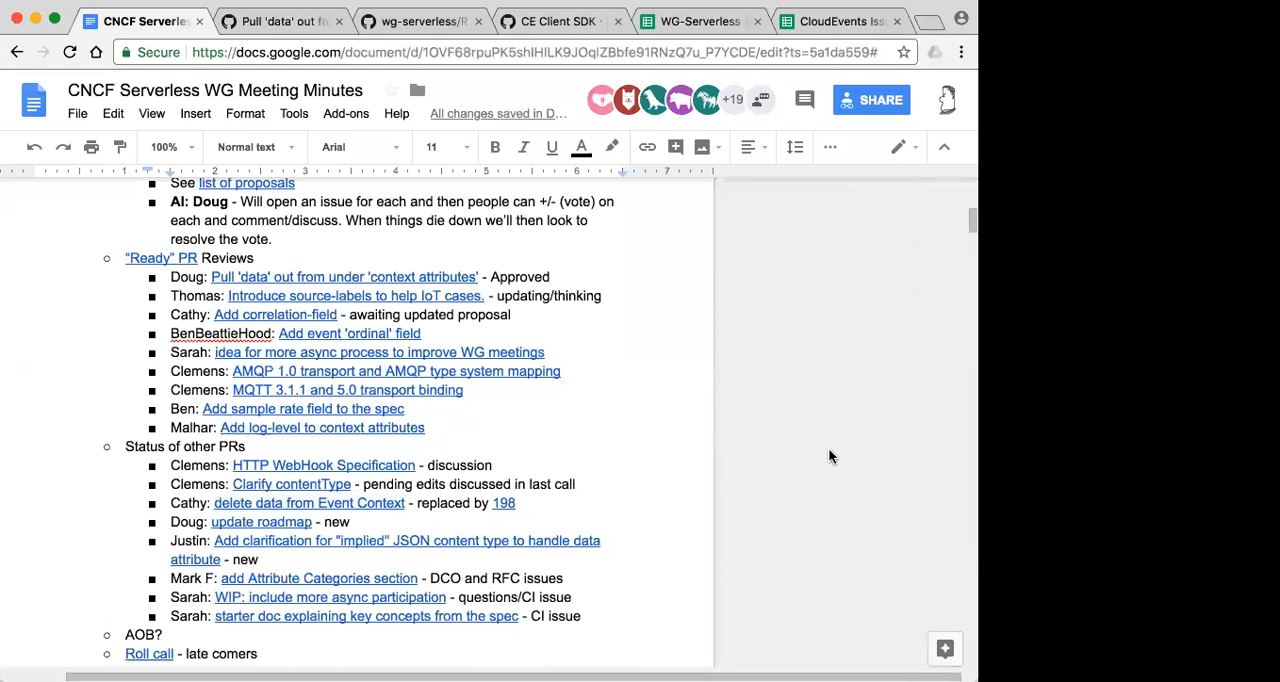 CNCF Serverless
Pull 'data' out from
wg-serverless/R
CE Client SDK
WG-Serverless
CloudEvents Iss
Secure
https://docs.google.com/document/d/1OVF68rpuPK5shIHILK9JOqlZBbfe91RNzQ7u_P7YCDE/edit?ts=5a1da559#
CNCF Serverless WG Meeting Minutes
+19
SHARE
File Edit View Insert Format Tools Add-ons Help All changes saved in D...
100% Normal text Arial 11 B I U A
1 1 2 3 4 5 6 7
See list of proposals
AI: Doug - Will open an issue for each and then people can +/- (vote) on
each and comment/discuss. When things die down we'll then look to
resolve the vote.
"Ready" PR Reviews
Doug: Pull 'data' out from under 'context attributes' - Approved
Thomas: Introduce source-labels to help IoT cases. - updating/thinking
Cathy: Add correlation-field - awaiting updated proposal
BenBeattieHood: Add event 'ordinal' field
Sarah: idea for more async process to improve WG meetings
Clemens: AMQP 1.0 transport and AMQP type system mapping
Clemens: MQTT 3.1.1 and 5.0 transport binding
Ben: Add sample rate field to the spec
Malhar: Add log-level to context attributes
Status of other PRs
Clemens: HTTP WebHook Specification - discussion
Clemens: Clarify contentType - pending edits discussed in last call
Cathy: delete data from Event Context - replaced by 198
Doug: update roadmap - new
Justin: Add clarification for "implied" JSON content type to handle data
attribute - new
Mark F: add Attribute Categories section - DCO and RFC issues
Sarah: WIP: include more async participation - questions/CI issue
Sarah: starter doc explaining key concepts from the spec - CI issue
AOB?
Roll call - late comers